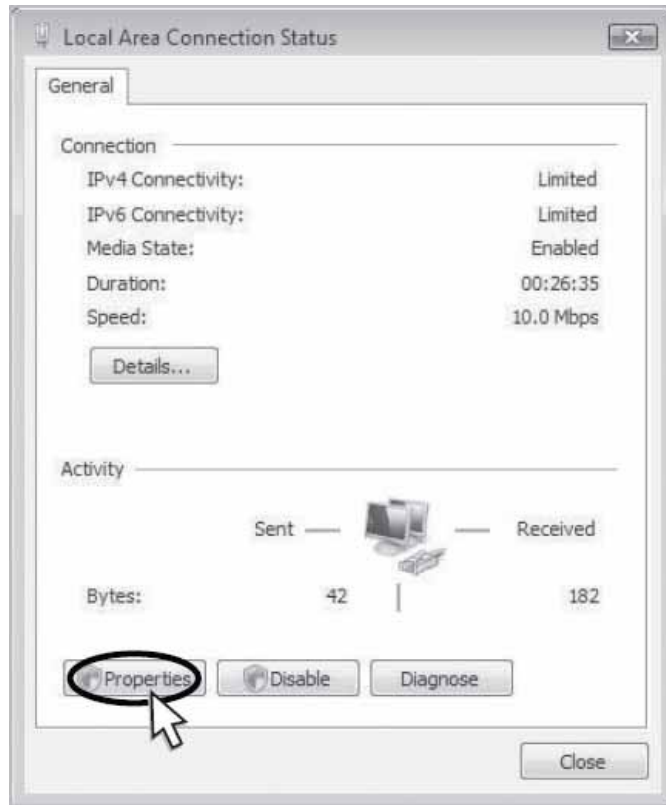 Local Area Connection Status
General
Connection
IPv4 Connectivity: Limited
IPv6 Connectivity: Limited
Media State: Enabled
Duration: 00:26:35
Speed: 10.0 Mbps
Details...
Activity
Sent Received
Bytes: 42 182
Properties Disable Diagnose
Close